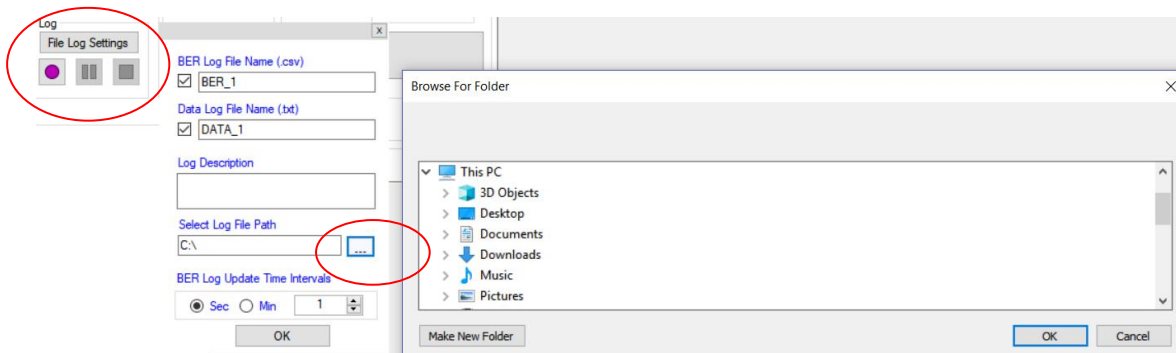 Log
File Log Settings
x
BER Log File Name (.csv)
BER_1
Data Log File Name (.txt)
DATA_1
Log Description
Select Log File Path
C:\
...
BER Log Update Time Intervals
Sec Min 1
OK
Browse For Folder
This PC
3D Objects
Desktop
Documents
Downloads
Music
Pictures
Make New Folder OK Cancel